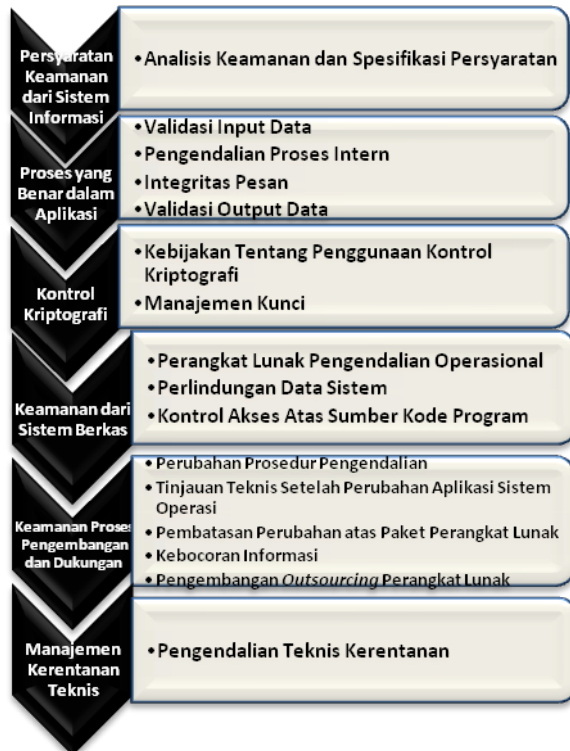 Persyaratan
Keamanan
dari Sistem
Informasi
•Analisis Keamanan dan Spesifikasi Persyaratan
Proses yang
Benar dalam
Aplikasi
•Validasi Input Data
•Pengendalian Proses Intern
•Integritas Pesan
•Validasi Output Data
Kontrol
Kriptografi
•Kebijakan Tentang Penggunaan Kontrol
Kriptografi
•Manajemen Kunci
Keamanan dari
Sistem Berkas
•Perangkat Lunak Pengendalian Operasional
•Perlindungan Data Sistem
•Kontrol Akses Atas Sumber Kode Program
Keamanan Proses
Pengembangan
dan Dukungan
•Perubahan Prosedur Pengendalian
•Tinjauan Teknis Setelah Perubahan Aplikasi Sistem
Operasi
•Pembatasan Perubahan atas Paket Perangkat Lunak
•Kebocoran Informasi
•Pengembangan Outsourcing Perangkat Lunak
Manajemen
Kerentanan
Teknis
•Pengendalian Teknis Kerentanan